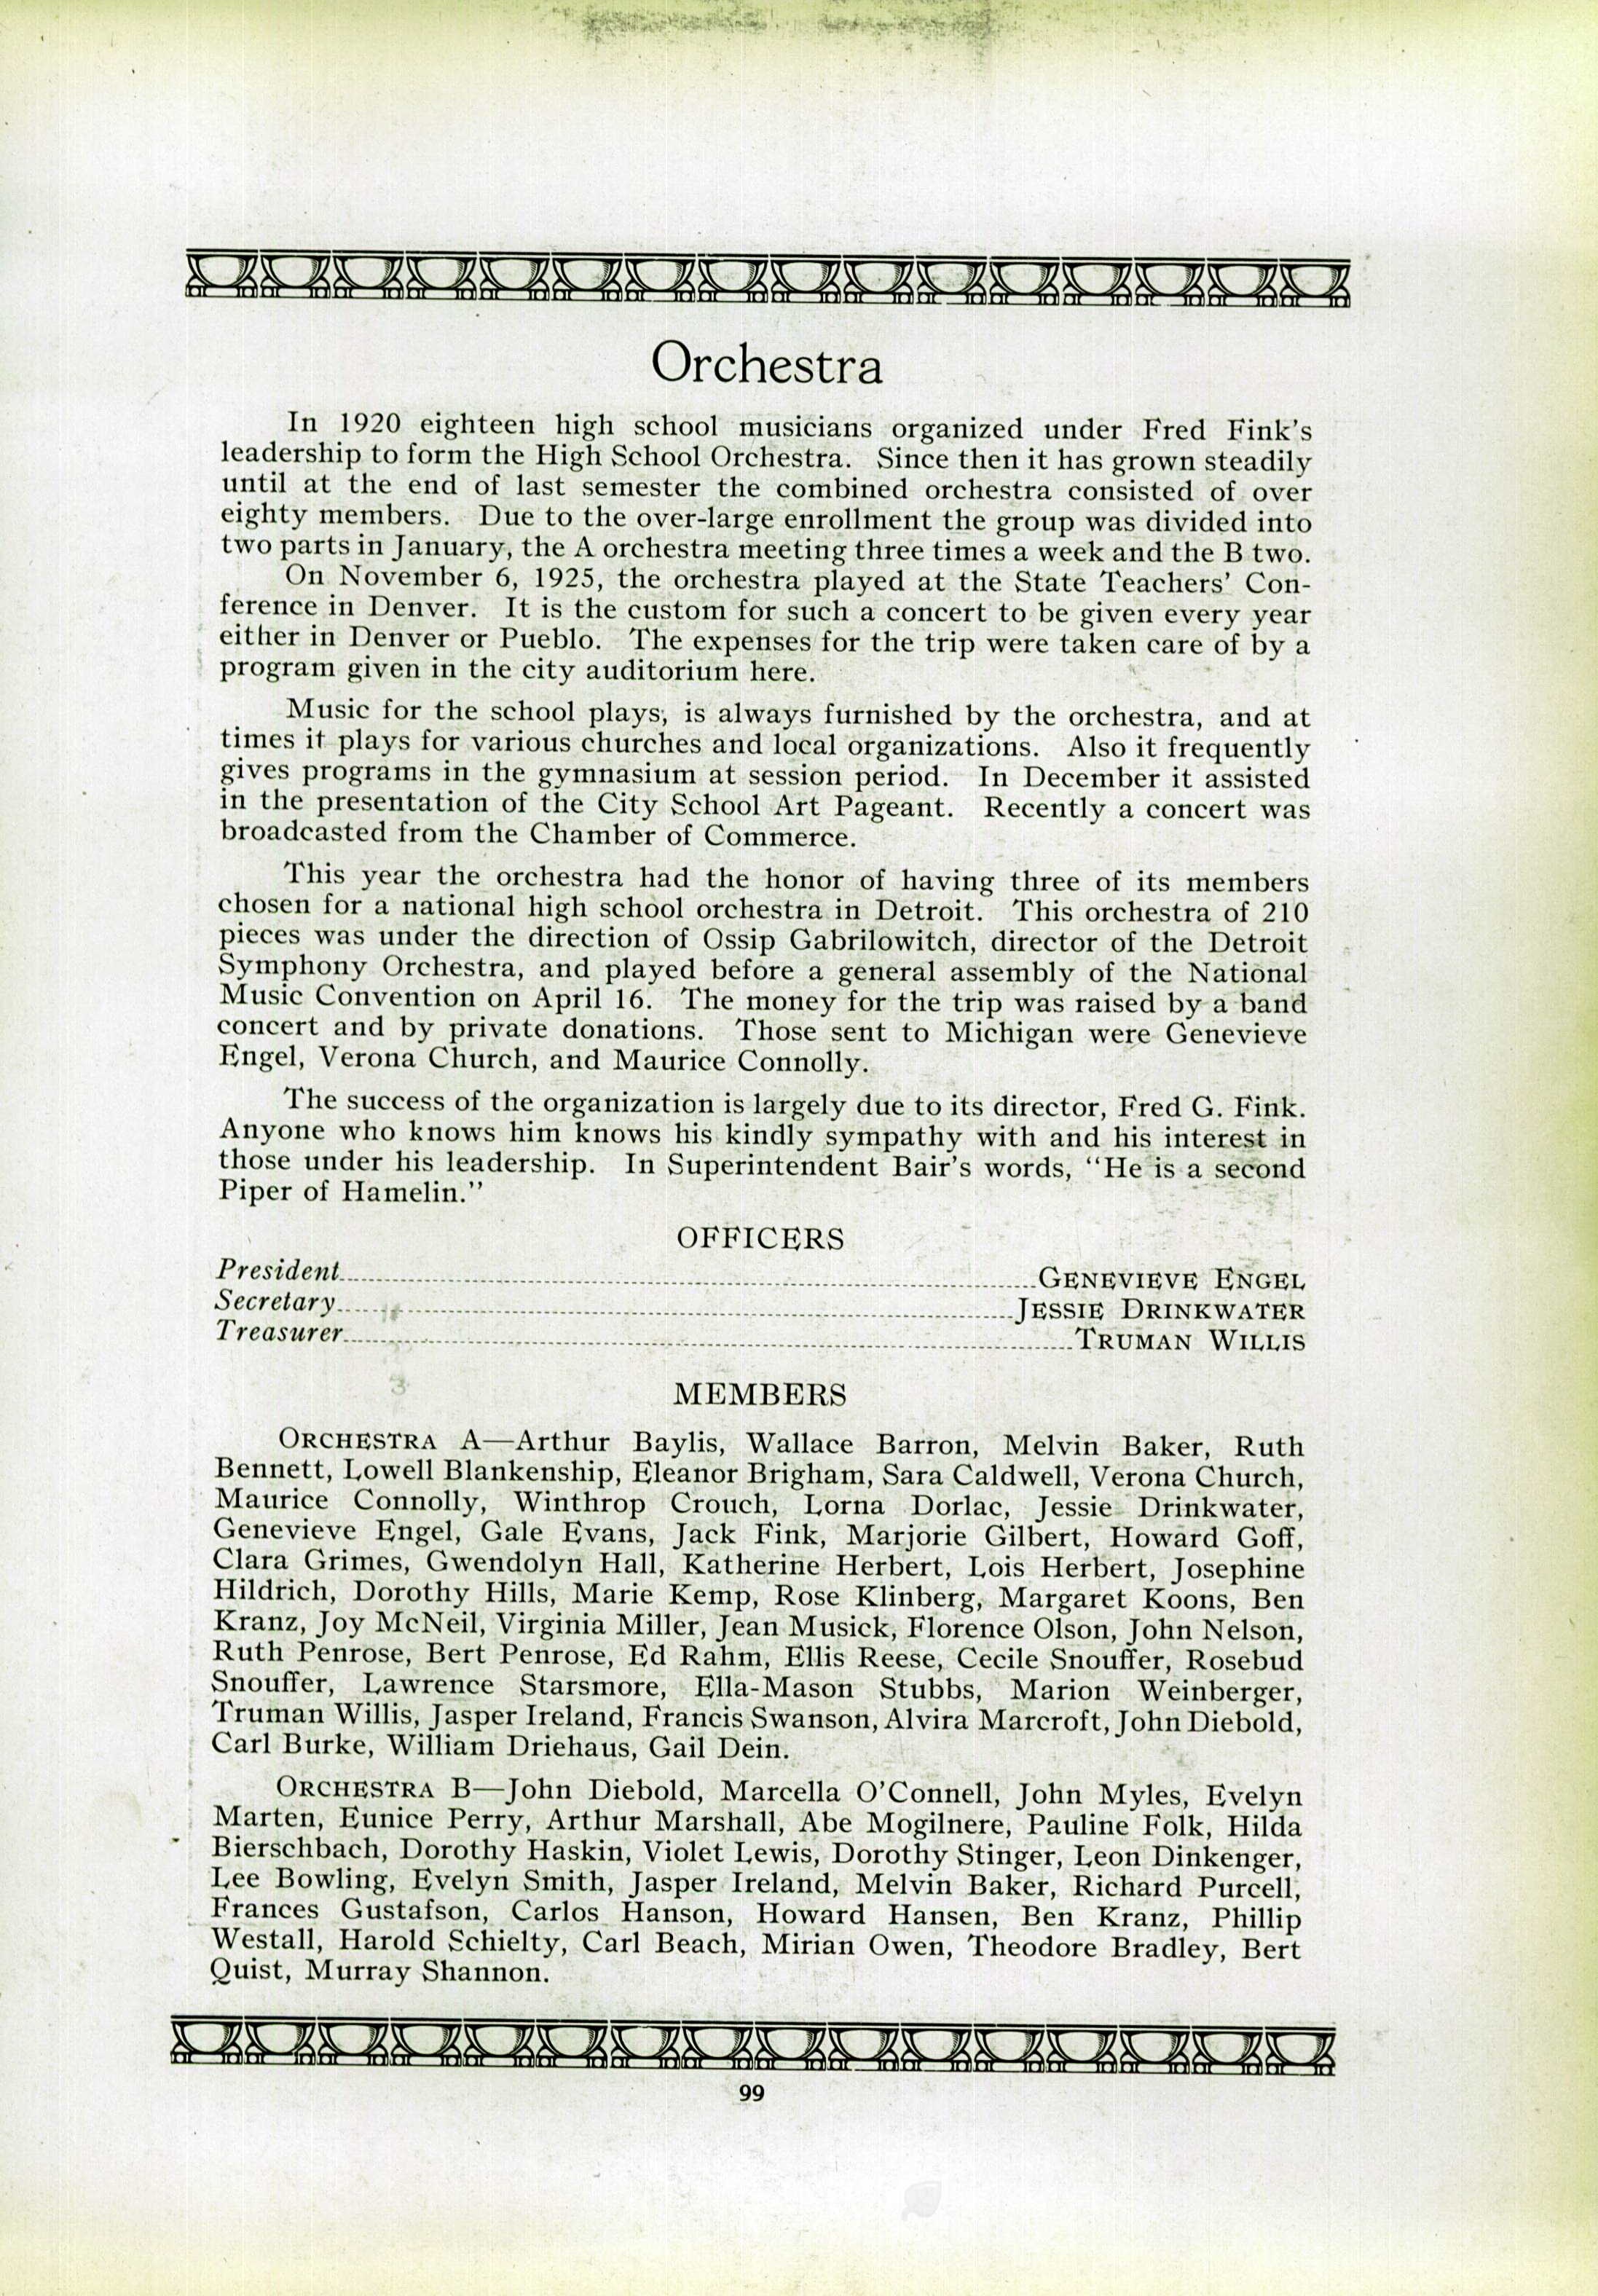 Orchestra
In 1920 eighteen high school musicians organized under Fred Fink's
leadership to form the High School Orchestra. Since then it has grown steadily
until at the end of last semester the combined orchestra consisted of over
eighty members. Due to the over-large enrollment the group was divided into
two parts in January, the A orchestra meeting three times a week and the B two.
On November 6, 1925, the orchestra played at the State Teachers' Con-
ference in Denver. It is the custom for such a concert to be given every year
either in Denver or Pueblo. The expenses for the trip were taken care of by a
program given in the city auditorium here.
Music for the school plays, is always furnished by the orchestra, and at
times it plays for various churches and local organizations. Also it frequently
gives programs in the gymnasium at session period. In December it assisted
in the presentation of the City School Art Pageant. Recently a concert was
broadcasted from the Chamber of Commerce.
This year the orchestra had the honor of having three of its members
chosen for a national high school orchestra in Detroit. This orchestra of 210
pieces was under the direction of Ossip Gabrilowitch, director of the Detroit
Symphony Orchestra, and played before a general assembly of the National
Music Convention on April 16. The money for the trip was raised by a band
concert and by private donations. Those sent to Michigan were Genevieve
Engel, Verona Church, and Maurice Connolly.
The success of the organization is largely due to its director, Fred G. Fink.
Anyone who knows him knows his kindly sympathy with and his interest in
those under his leadership. In Superintendent Bair's words, "He is a second
Piper of Hamelin."
OFFICERS
President GENEVIEVE ENGEL
Secretary JESSIE DRINKWATER
Treasurer TRUMAN WILLIS
3
MEMBERS
ORCHESTRA A—Arthur Baylis, Wallace Barron, Melvin Baker, Ruth
Bennett, Lowell Blankenship, Eleanor Brigham, Sara Caldwell, Verona Church,
Maurice Connolly, Winthrop Crouch, Lorna Dorlac, Jessie Drinkwater,
Genevieve Engel, Gale Evans, Jack Fink, Marjorie Gilbert, Howard Goff,
Clara Grimes, Gwendolyn Hall, Katherine Herbert, Lois Herbert, Josephine
Hildrich, Dorothy Hills, Marie Kemp, Rose Klinberg, Margaret Koons, Ben
Kranz, Joy McNeil, Virginia Miller, Jean Musick, Florence Olson, John Nelson,
Ruth Penrose, Bert Penrose, Ed Rahm, Ellis Reese, Cecile Snouffer, Rosebud
Snouffer, Lawrence Starsmore, Ella-Mason Stubbs, Marion Weinberger,
Truman Willis, Jasper Ireland, Francis Swanson, Alvira Marcroft, John Diebold,
Carl Burke, William Driehaus, Gail Dein.
ORCHESTRA B—John Diebold, Marcella O'Connell, John Myles, Evelyn
Marten, Eunice Perry, Arthur Marshall, Abe Mogilnere, Pauline Folk, Hilda
Bierschbach, Dorothy Haskin, Violet Lewis, Dorothy Stinger, Leon Dinkenger,
Lee Bowling, Evelyn Smith, Jasper Ireland, Melvin Baker, Richard Purcell,
Frances Gustafson, Carlos Hanson, Howard Hansen, Ben Kranz, Phillip
Westall, Harold Schielty, Carl Beach, Mirian Owen, Theodore Bradley, Bert
Quist, Murray Shannon.
99